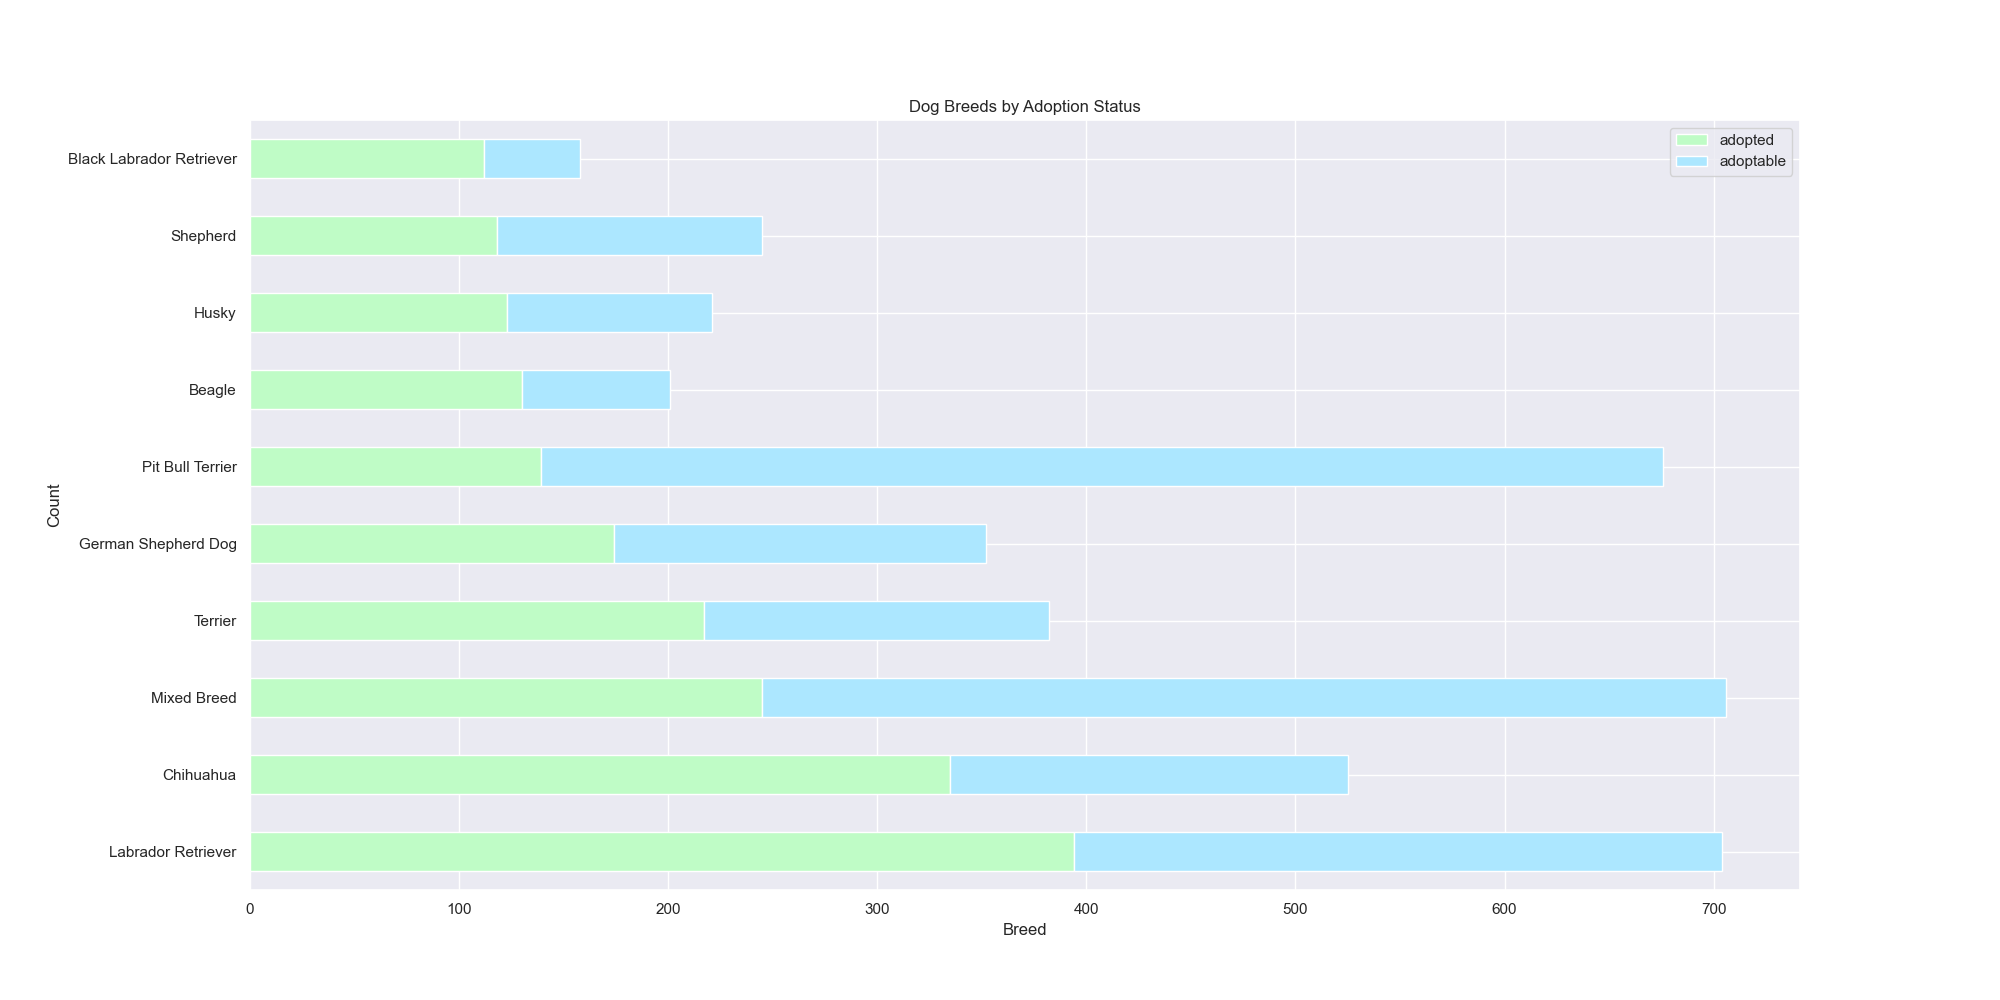 Dog Breeds by Adoption Status
adopted
adoptable
Black Labrador Retriever
Shepherd
Husky
Beagle
Pit Bull Terrier
German Shepherd Dog
Terrier
Mixed Breed
Chihuahua
Labrador Retriever
Count
0 100 200 300 400 500 600 700
Breed